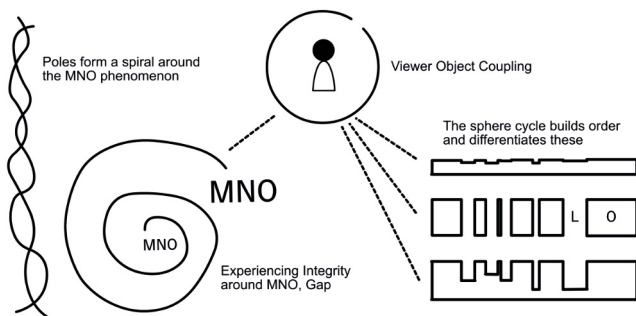 Poles form a spiral around
the MNO phenomenon
Viewer Object Coupling
The sphere cycle builds order
and differentiates these
MNO
MNO
L
O
Experiencing Integrity
around MNO, Gap